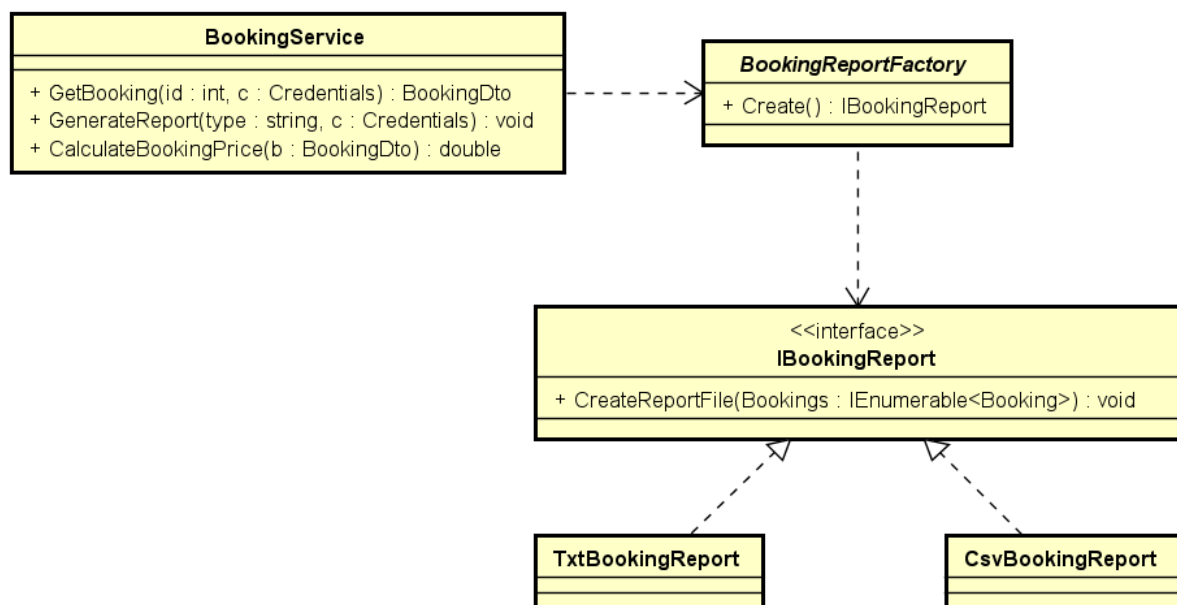 BookingService
+ GetBooking(id : int, c : Credentials) : BookingDto
+ GenerateReport(type : string, c : Credentials) : void
+ CalculateBookingPrice(b : BookingDto) : double
BookingReportFactory
+ Create() : IBookingReport
<<interface>>
IBookingReport
+ CreateReportFile(Bookings : IEnumerable<Booking>) : void
TxtBookingReport
CsvBookingReport